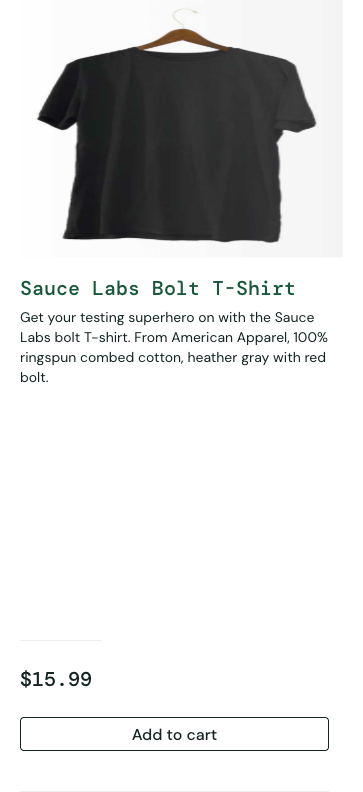 Sauce Labs Bolt T-Shirt
Get your testing superhero on with the Sauce
Labs bolt T-shirt. From American Apparel, 100%
ringspun combed cotton, heather gray with red
bolt.
$15.99
Add to cart